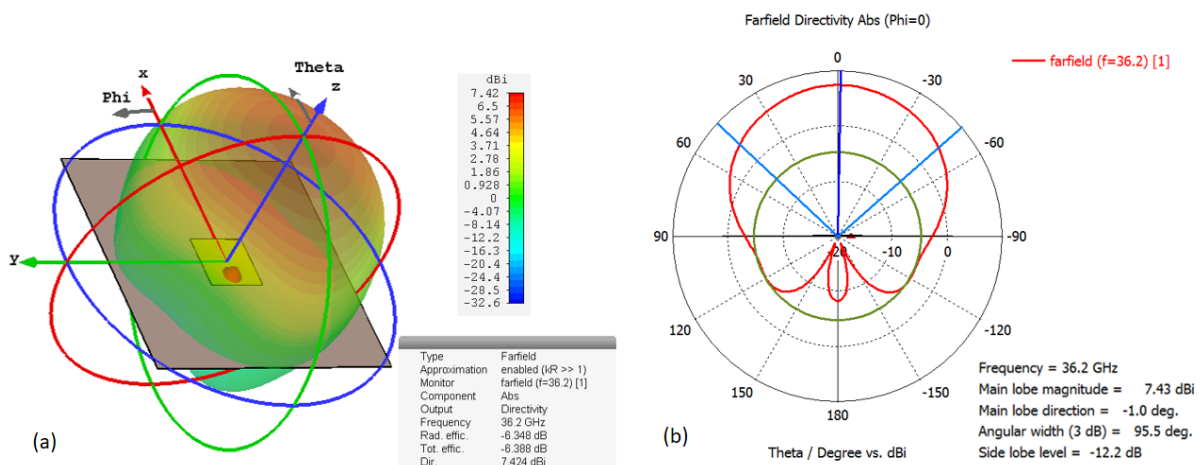 x
Phi
Theta
z
Y
dBi
7.42
6.5
5.57
4.64
3.71
2.78
1.86
0.928
0
-4.07
-8.14
-12.2
-16.3
-20.4
-24.4
-28.5
-32.6
Type Farfield
Approximation enabled (kR >> 1)
Monitor farfield (f=36.2) [1]
Component Abs
Output Directivity
Frequency 36.2 GHz
Rad. effic. -6.348 dB
Tot. effic. -6.388 dB
Dir. 7.424 dBi
(a)
Farfield Directivity Abs (Phi=0)
farfield (f=36.2) [1]
0
30 -30
60 -60
90 -20 -10 0 -90
120 -120
150 -150
180
Theta / Degree vs. dBi
Frequency = 36.2 GHz
Main lobe magnitude = 7.43 dBi
Main lobe direction = -1.0 deg.
Angular width (3 dB) = 95.5 deg.
Side lobe level = -12.2 dB
(b)